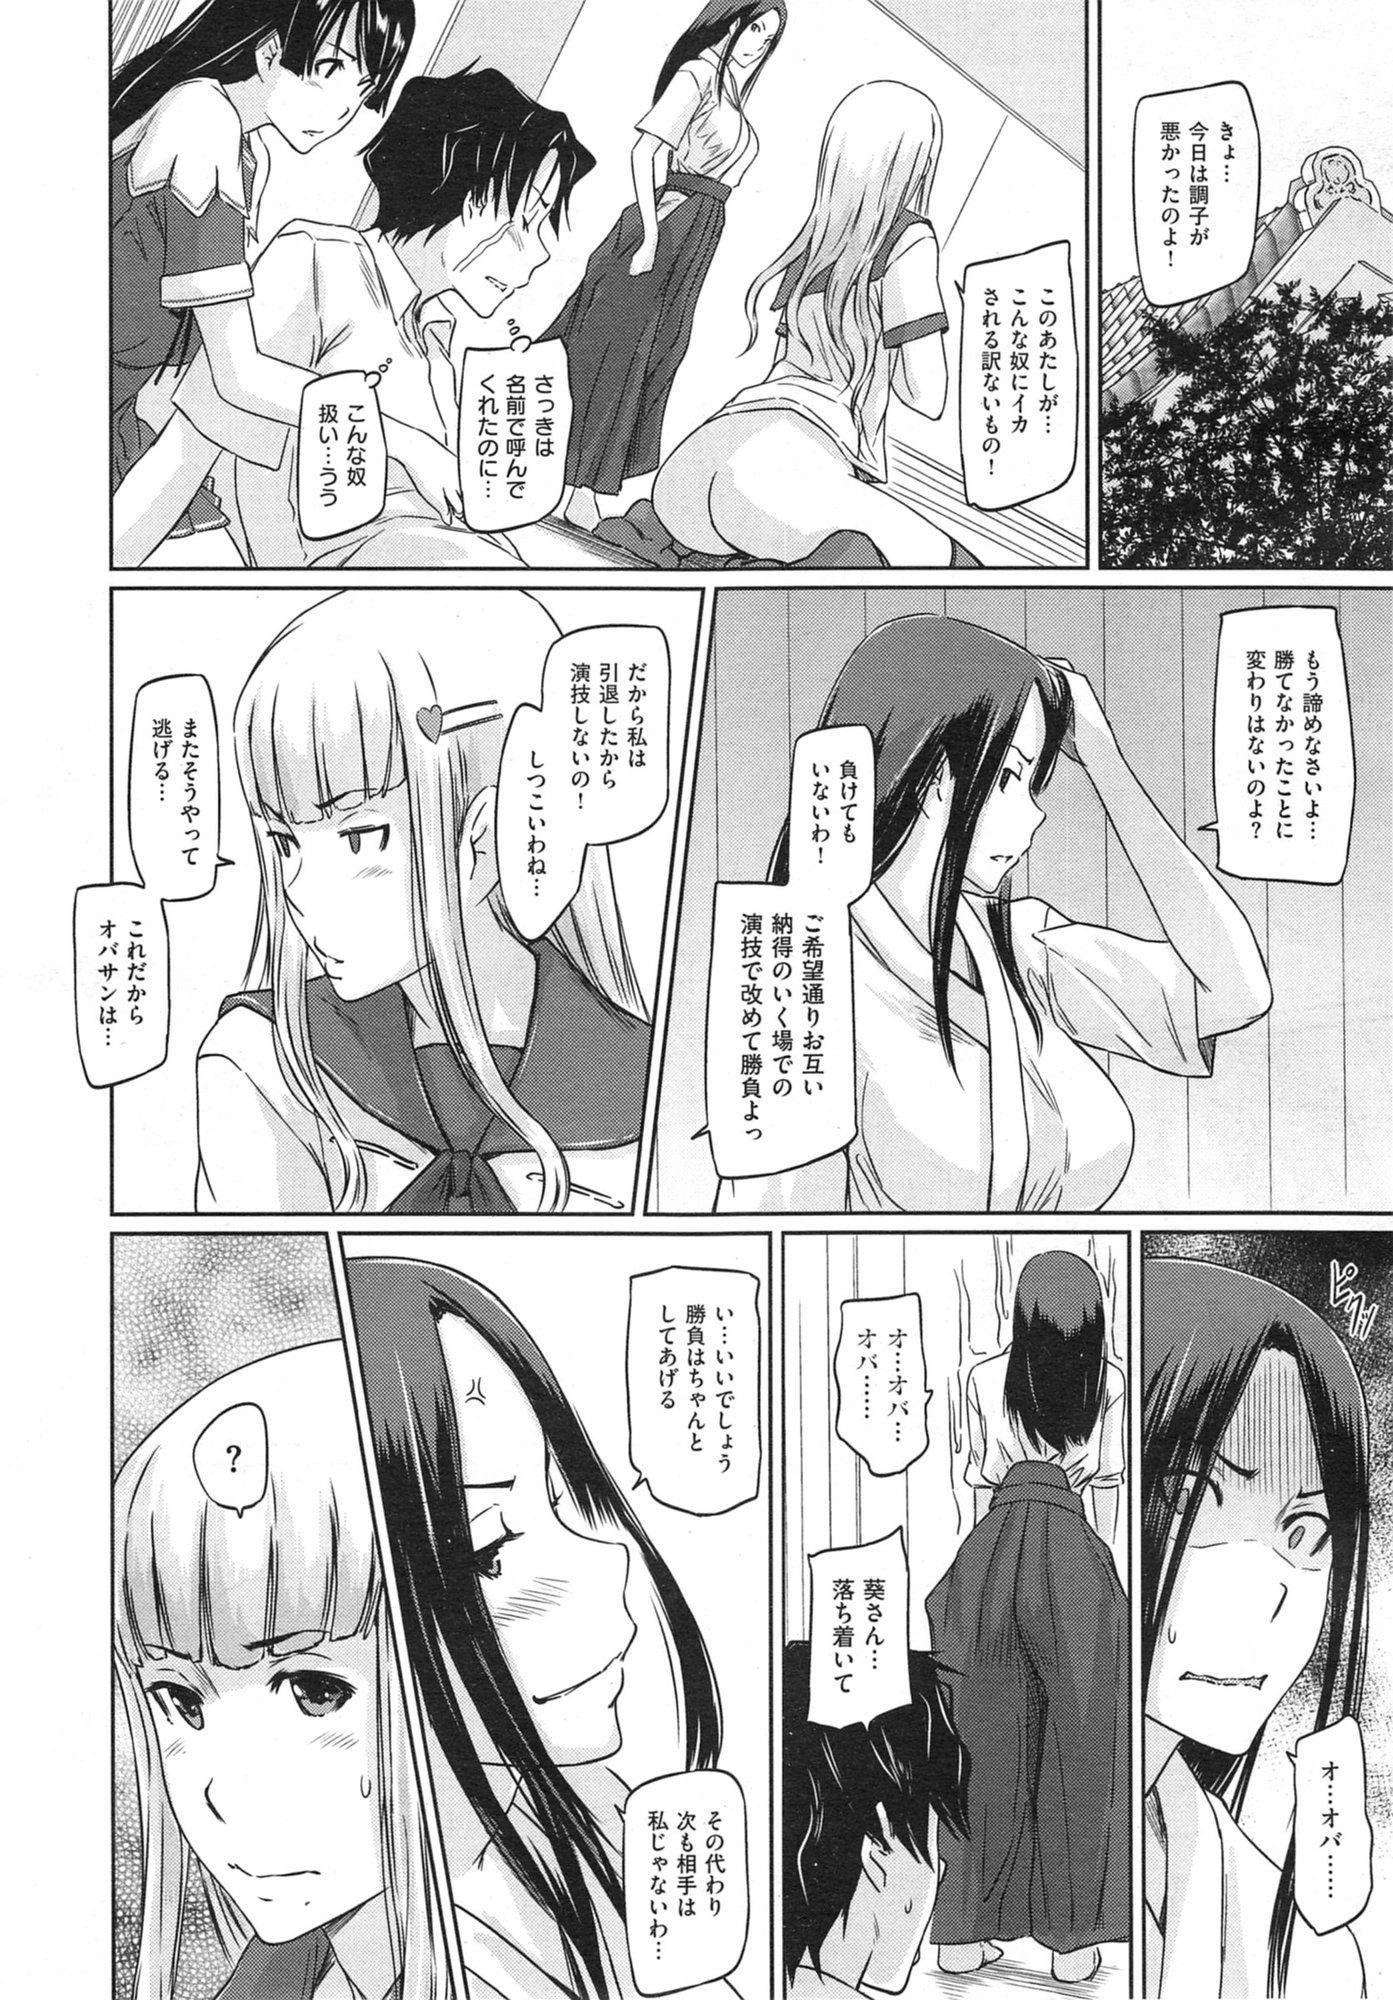 きょ…
今日は調子が
悪かったのよ！
このあたしが…
こんな奴にイカ
される訳ないもの！
さっきは
名前で呼んで
くれたのに…
こんな奴
扱い…うう
もう諦めなさいよ…
勝てなかったことに
変わりはないのよ？
負けても
いないわ！
ご希望通りお互い
納得のいく場での
演技で改めて勝負よっ
だから私は
引退したから
演技しないの！
しつこいわね…
またそうやって
逃げる…
これだから
オバサンは…
ピクッ
オ…オバ……
オ…オバ…
オバ……
葵さん…
落ち着いて
い…いいでしょう
勝負はちゃんと
してあげる
その代わり
次も相手は
私じゃないわ…
？